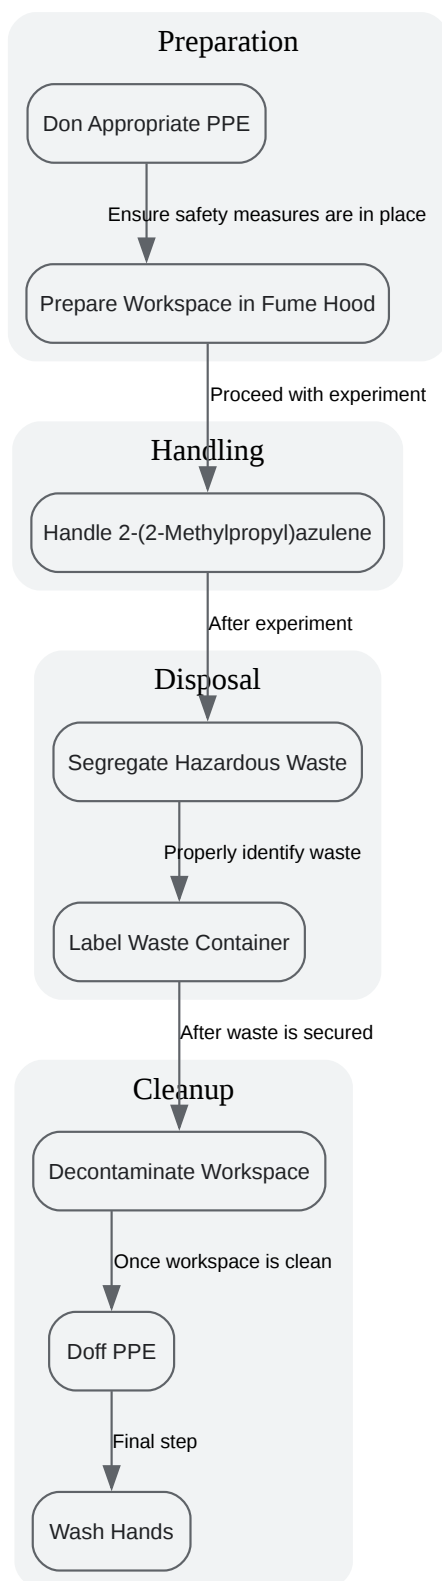 Preparation
Don Appropriate PPE
Ensure safety measures are in place
Prepare Workspace in Fume Hood
Proceed with experiment
Handling
Handle 2-(2-Methylpropyl)azulene
After experiment
Disposal
Segregate Hazardous Waste
Properly identify waste
Label Waste Container
After waste is secured
Cleanup
Decontaminate Workspace
Once workspace is clean
Doff PPE
Final step
Wash Hands